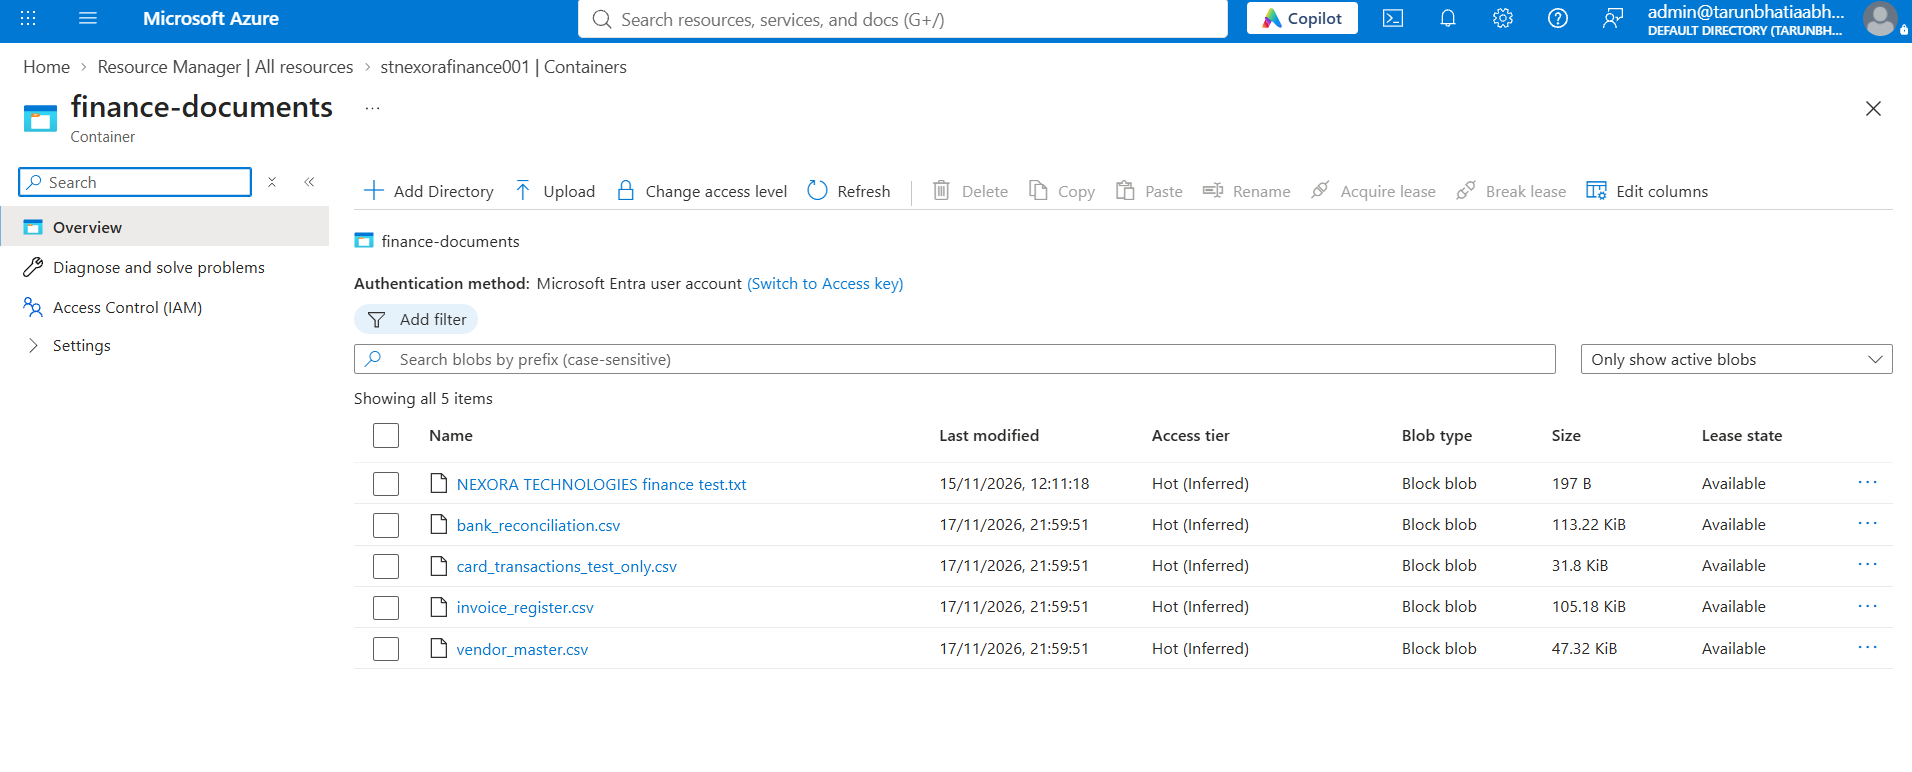 Microsoft Azure
Search resources, services, and docs (G+/)
Copilot
admin@tarunbhatiaabh...
DEFAULT DIRECTORY (TARUNBH...
Home > Resource Manager | All resources > stnexorafinance001 | Containers
finance-documents ...
Container
Search
Overview
Diagnose and solve problems
Access Control (IAM)
Settings
Add Directory Upload Change access level Refresh Delete Copy Paste Rename Acquire lease Break lease Edit columns
finance-documents
Authentication method: Microsoft Entra user account (Switch to Access key)
Add filter
Search blobs by prefix (case-sensitive)
Only show active blobs
Showing all 5 items
Name Last modified Access tier Blob type Size Lease state
NEXORA TECHNOLOGIES finance test.txt 15/11/2026, 12:11:18 Hot (Inferred) Block blob 197 B Available ...
bank_reconciliation.csv 17/11/2026, 21:59:51 Hot (Inferred) Block blob 113.22 KiB Available ...
card_transactions_test_only.csv 17/11/2026, 21:59:51 Hot (Inferred) Block blob 31.8 KiB Available ...
invoice_register.csv 17/11/2026, 21:59:51 Hot (Inferred) Block blob 105.18 KiB Available ...
vendor_master.csv 17/11/2026, 21:59:51 Hot (Inferred) Block blob 47.32 KiB Available ...